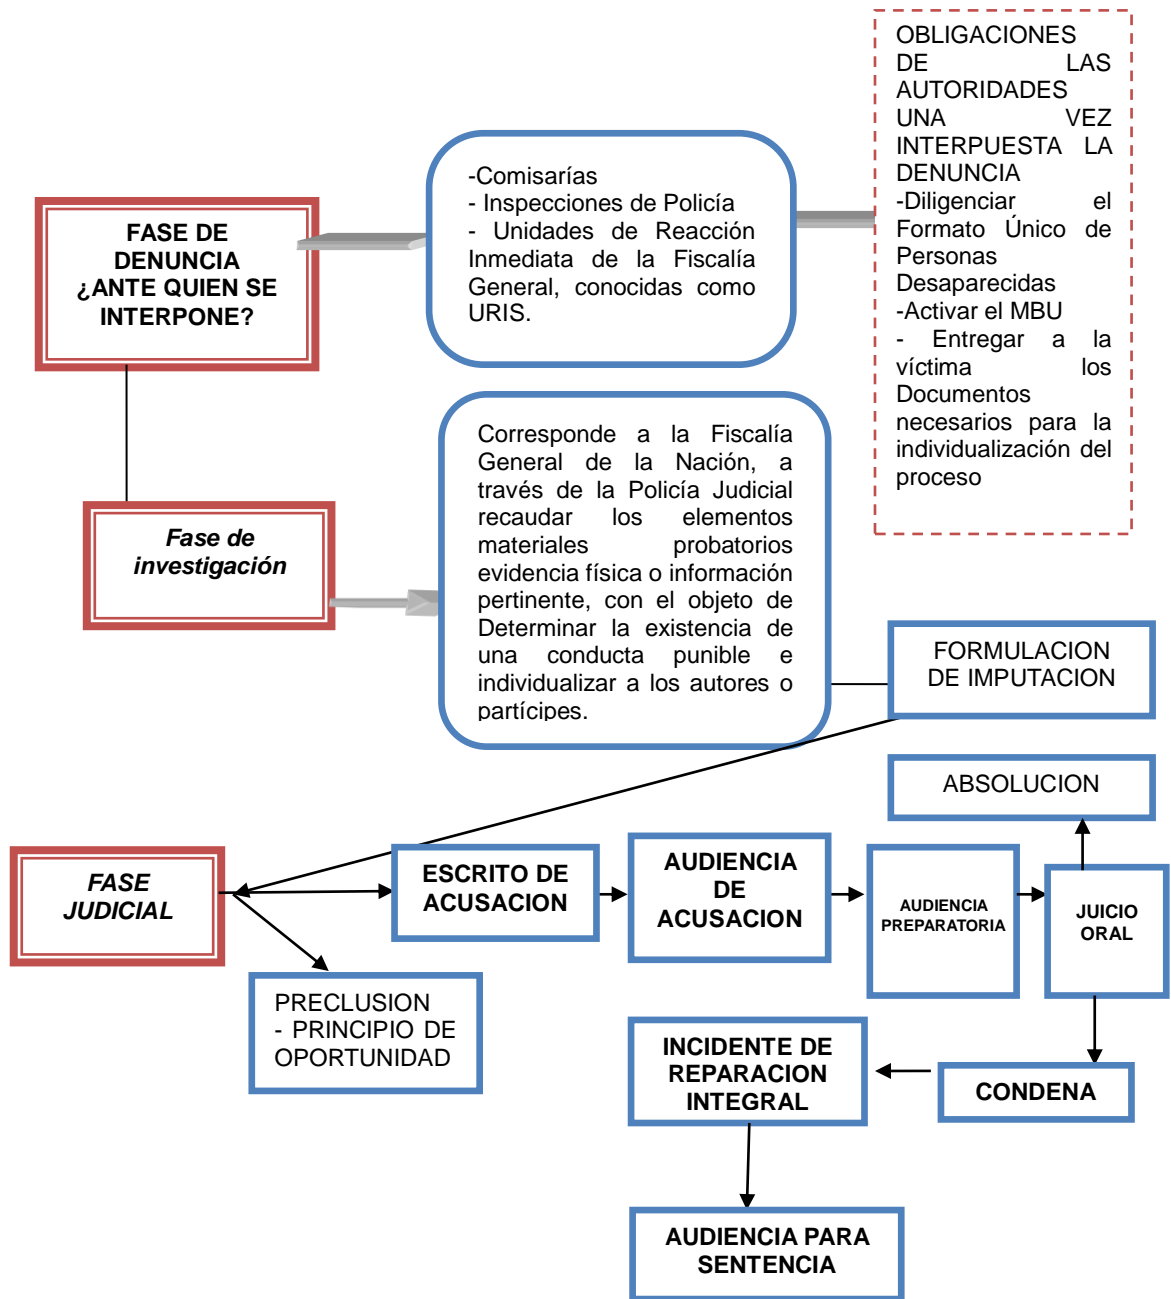 FASE DE
DENUNCIA
¿ANTE QUIEN SE
INTERPONE?
-Comisarías
- Inspecciones de Policía
- Unidades de Reacción
Inmediata de la Fiscalía
General, conocidas como
URIS.
OBLIGACIONES
DE LAS
AUTORIDADES
UNA VEZ
INTERPUESTA LA
DENUNCIA
-Diligenciar el
Formato Único de
Personas
Desaparecidas
-Activar el MBU
- Entregar a la
víctima los
Documentos
necesarios para la
individualización del
proceso
Fase de
investigación
Corresponde a la Fiscalía
General de la Nación, a
través de la Policía Judicial
recaudar los elementos
materiales probatorios
evidencia física o información
pertinente, con el objeto de
Determinar la existencia de
una conducta punible e
individualizar a los autores o
partícipes.
FORMULACION
DE IMPUTACION
FASE
JUDICIAL
ESCRITO DE
ACUSACION
AUDIENCIA
DE
ACUSACION
AUDIENCIA
PREPARATORIA
JUICIO
ORAL
ABSOLUCION
PRECLUSION
- PRINCIPIO DE
OPORTUNIDAD
CONDENA
INCIDENTE DE
REPARACION
INTEGRAL
AUDIENCIA PARA
SENTENCIA